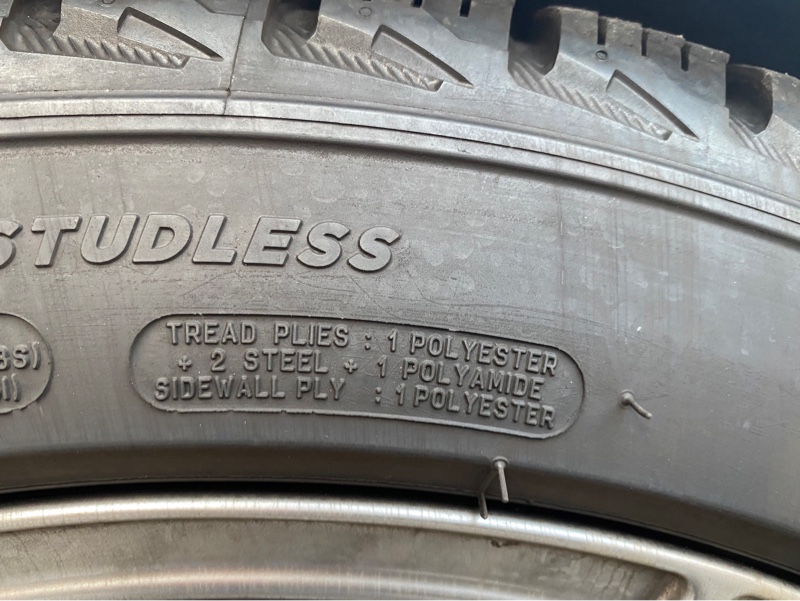 STUDLESS
TREAD PLIES : 1 POLYESTER
+ 2 STEEL + 1 POLYAMIDE
SIDEWALL PLY : 1 POLYESTER